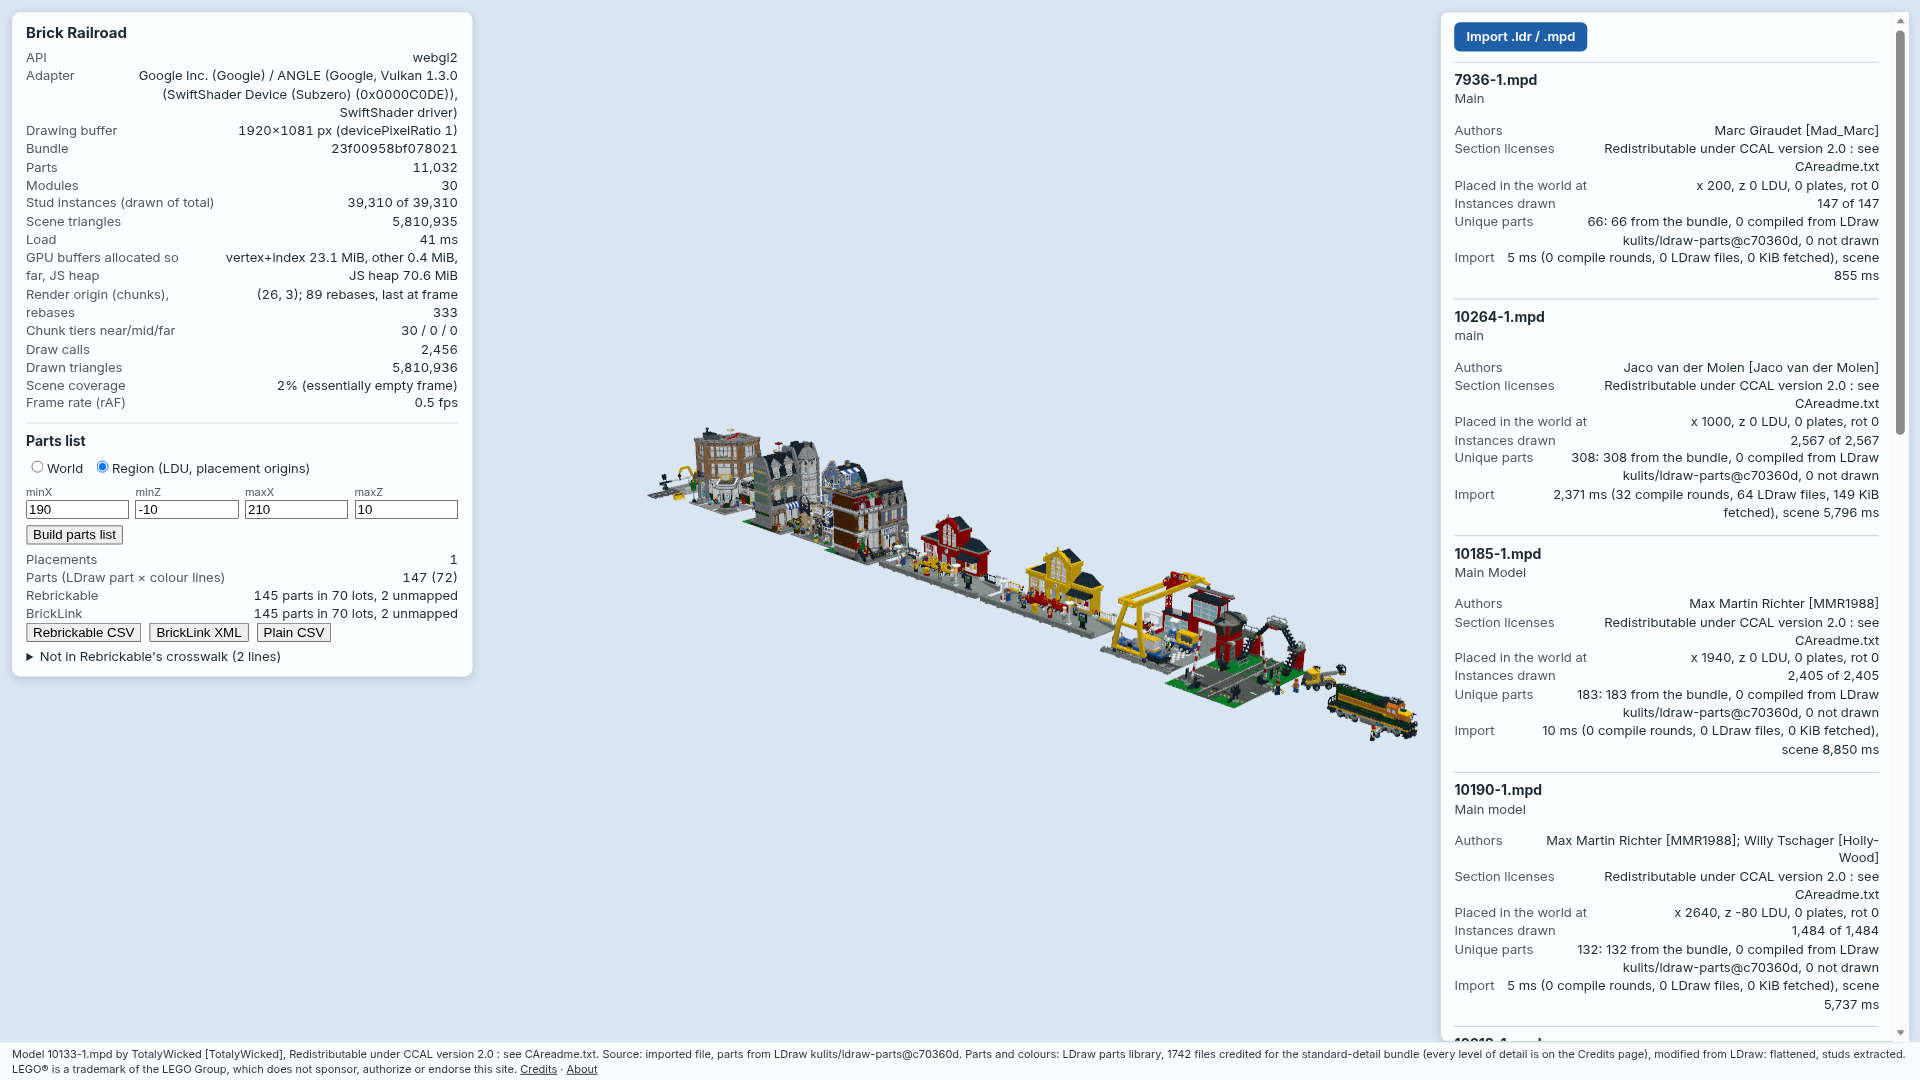 Brick Railroad
API webgl2
Adapter Google Inc. (Google) / ANGLE (Google, Vulkan 1.3.0
(SwiftShader Device (Subzero) (0x0000C0DE)),
SwiftShader driver)
Drawing buffer 1920×1081 px (devicePixelRatio 1)
Bundle 23f00958bf078021
Parts 11,032
Modules 30
Stud instances (drawn of total) 39,310 of 39,310
Scene triangles 5,810,935
Load 41 ms
GPU buffers allocated so vertex+index 23.1 MiB, other 0.4 MiB,
far, JS heap JS heap 70.6 MiB
Render origin (chunks), (26, 3); 89 rebases, last at frame
rebases 333
Chunk tiers near/mid/far 30 / 0 / 0
Draw calls 2,456
Drawn triangles 5,810,936
Scene coverage 2% (essentially empty frame)
Frame rate (rAF) 0.5 fps
Parts list
World Region (LDU, placement origins)
minX minZ maxX maxZ
190 -10 210 10
Build parts list
Placements 1
Parts (LDraw part × colour lines) 147 (72)
Rebrickable 145 parts in 70 lots, 2 unmapped
BrickLink 145 parts in 70 lots, 2 unmapped
Rebrickable CSV BrickLink XML Plain CSV
▶ Not in Rebrickable's crosswalk (2 lines)
Import .ldr / .mpd
7936-1.mpd
Main
Authors Marc Giraudet [Mad_Marc]
Section licenses Redistributable under CCAL version 2.0 : see
CAreadme.txt
Placed in the world at x 200, z 0 LDU, 0 plates, rot 0
Instances drawn 147 of 147
Unique parts 66: 66 from the bundle, 0 compiled from LDraw
kulits/ldraw-parts@c70360d, 0 not drawn
Import 5 ms (0 compile rounds, 0 LDraw files, 0 KiB fetched), scene
855 ms
10264-1.mpd
main
Authors Jaco van der Molen [Jaco van der Molen]
Section licenses Redistributable under CCAL version 2.0 : see
CAreadme.txt
Placed in the world at x 1000, z 0 LDU, 0 plates, rot 0
Instances drawn 2,567 of 2,567
Unique parts 308: 308 from the bundle, 0 compiled from LDraw
kulits/ldraw-parts@c70360d, 0 not drawn
Import 2,371 ms (32 compile rounds, 64 LDraw files, 149 KiB
fetched), scene 5,796 ms
10185-1.mpd
Main Model
Authors Max Martin Richter [MMR1988]
Section licenses Redistributable under CCAL version 2.0 : see
CAreadme.txt
Placed in the world at x 1940, z 0 LDU, 0 plates, rot 0
Instances drawn 2,405 of 2,405
Unique parts 183: 183 from the bundle, 0 compiled from LDraw
kulits/ldraw-parts@c70360d, 0 not drawn
Import 10 ms (0 compile rounds, 0 LDraw files, 0 KiB fetched),
scene 8,850 ms
10190-1.mpd
Main model
Authors Max Martin Richter [MMR1988]; Willy Tschager [Holly-
Wood]
Section licenses Redistributable under CCAL version 2.0 : see
CAreadme.txt
Placed in the world at x 2640, z -80 LDU, 0 plates, rot 0
Instances drawn 1,484 of 1,484
Unique parts 132: 132 from the bundle, 0 compiled from LDraw
kulits/ldraw-parts@c70360d, 0 not drawn
Import 5 ms (0 compile rounds, 0 LDraw files, 0 KiB fetched), scene
5,737 ms
Model 10133-1.mpd by TotalyWicked [TotalyWicked], Redistributable under CCAL version 2.0 : see CAreadme.txt. Source: imported file, parts from LDraw kulits/ldraw-parts@c70360d. Parts and colours: LDraw parts library, 1742 files credited for the standard-detail bundle (every level of detail is on the Credits page), modified from LDraw: flattened, studs extracted.
LEGO® is a trademark of the LEGO Group, which does not sponsor, authorize or endorse this site. Credits · About